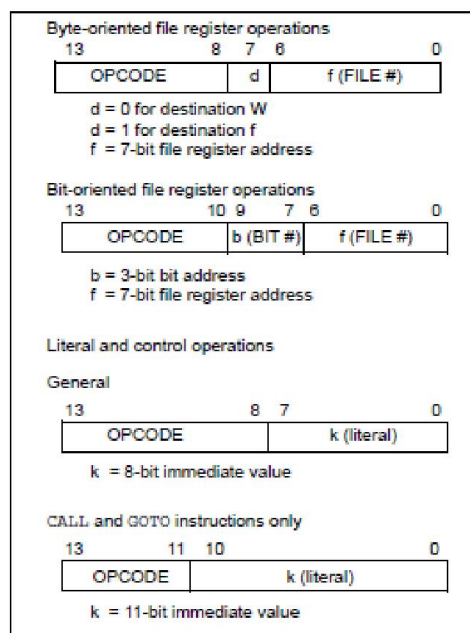 Byte-oriented file register operations
13 8 7 6 0
OPCODE d f (FILE #)
d = 0 for destination W
d = 1 for destination f
f = 7-bit file register address
Bit-oriented file register operations
13 10 9 7 6 0
OPCODE b (BIT #) f (FILE #)
b = 3-bit bit address
f = 7-bit file register address
Literal and control operations
General
13 8 7 0
OPCODE k (literal)
k = 8-bit immediate value
CALL and GOTO instructions only
13 11 10 0
OPCODE k (literal)
k = 11-bit immediate value